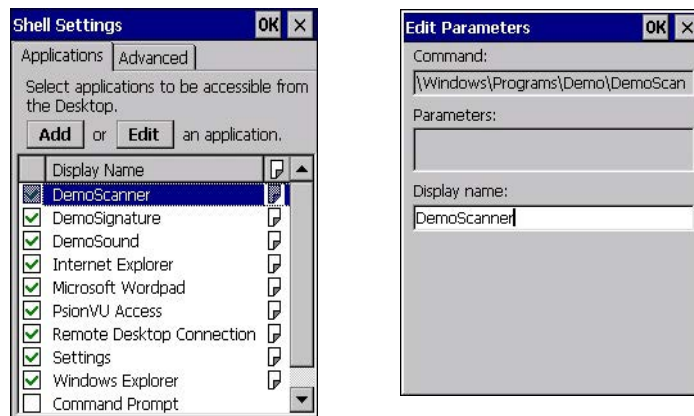 Shell Settings OK ×
Applications Advanced
Select applications to be accessible from
the Desktop.
Add or Edit an application.
Display Name
DemoScanner
DemoSignature
DemoSound
Internet Explorer
Microsoft Wordpad
PsionVU Access
Remote Desktop Connection
Settings
Windows Explorer
Command Prompt
Edit Parameters OK ×
Command:
\Windows\Programs\Demo\DemoScan
Parameters:
Display name:
DemoScanner